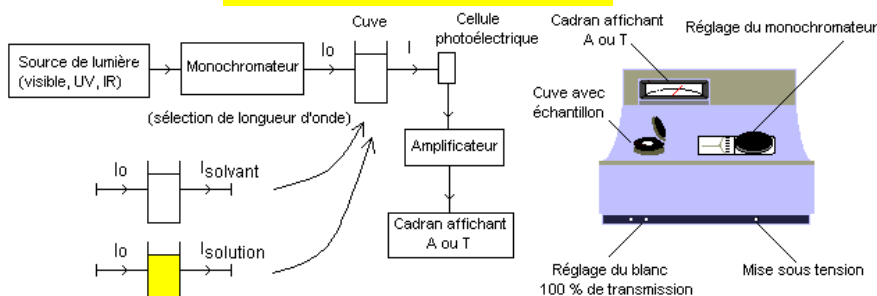 Source de lumière
(visible, UV, IR)
Monochromateur
(sélection de longueur d'onde)
Io
Cuve
I
Cellule
photoélectrique
Amplificateur
Cadran affichant
A ou T
Io
Isolvant
Io
Isolution
Cadran affichant
A ou T
Réglage du monochromateur
Cuve avec
échantillon
Réglage du blanc
100 % de transmission
Mise sous tension